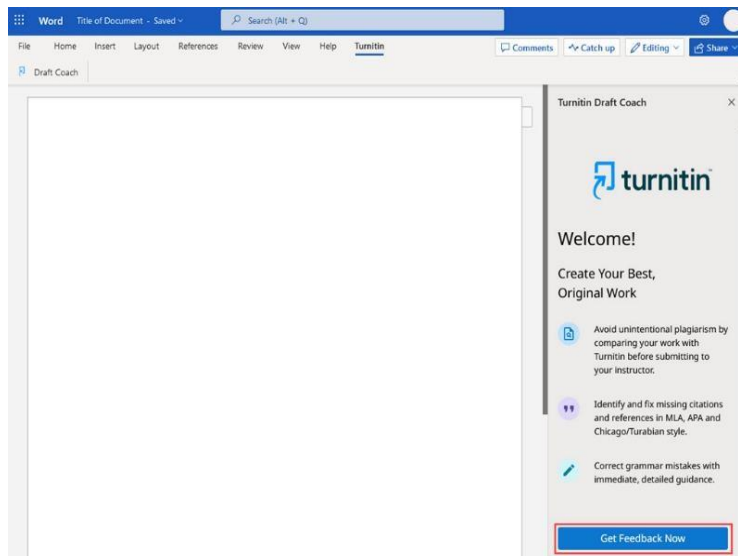 Word Title of Document - Saved Search (Alt + Q)
File Home Insert Layout References Review View Help Turnitin Comments Catch up Editing Share
Draft Coach
Turnitin Draft Coach
turnitin
Welcome!
Create Your Best,
Original Work
Avoid unintentional plagiarism by
comparing your work with
Turnitin before submitting to
your instructor.
Identify and fix missing citations
and references in MLA, APA and
Chicago/Turabian style.
Correct grammar mistakes with
immediate, detailed guidance.
Get Feedback Now